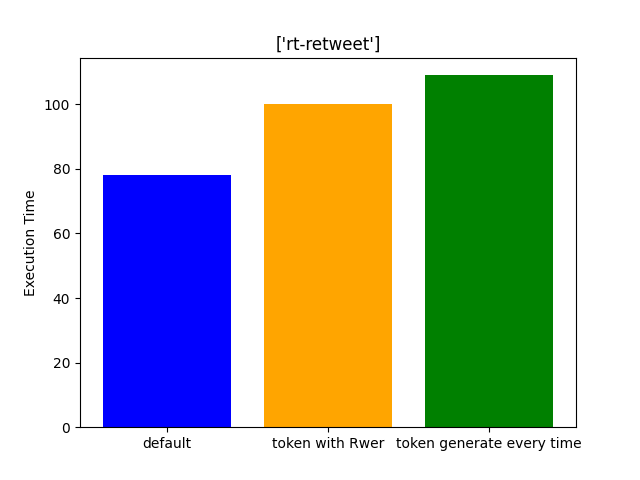 ['rt-retweet']
Execution Time
100
80
60
40
20
0
default
token with Rwer
token generate every time